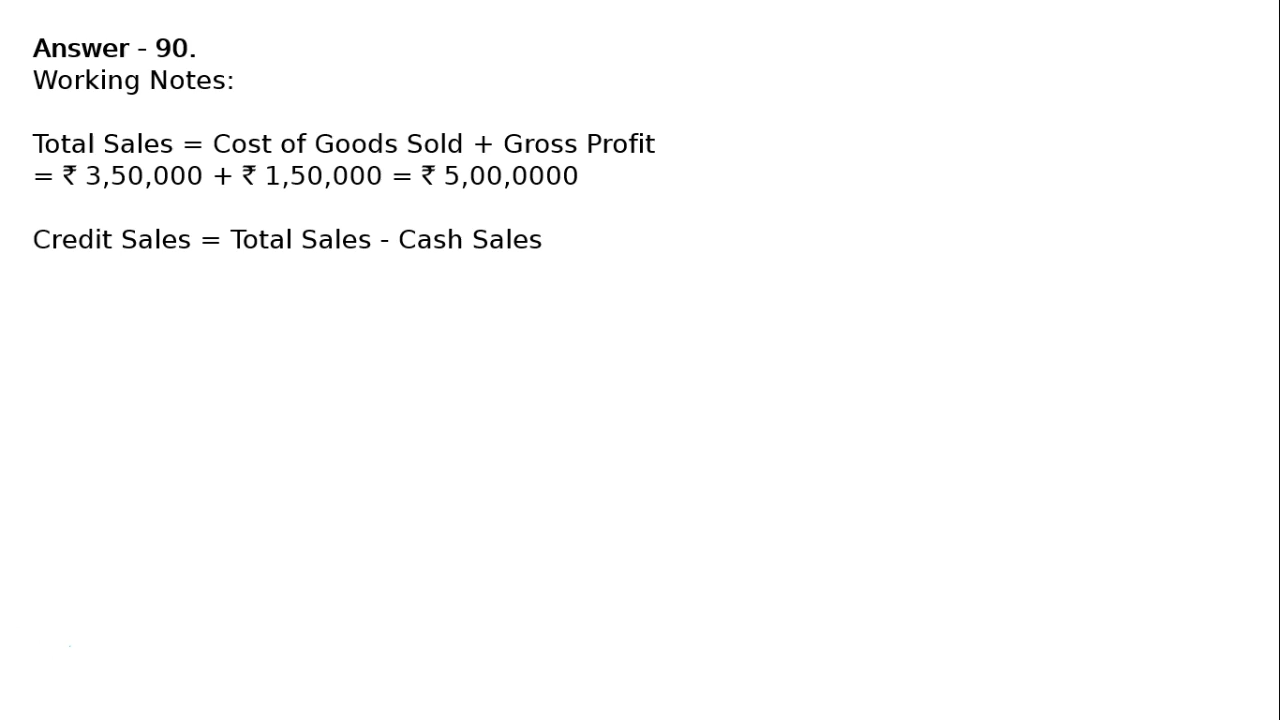 Answer - 90.
Working Notes:
Total Sales = Cost of Goods Sold + Gross Profit
= ₹ 3,50,000 + ₹ 1,50,000 = ₹ 5,00,0000
Credit Sales = Total Sales - Cash Sales